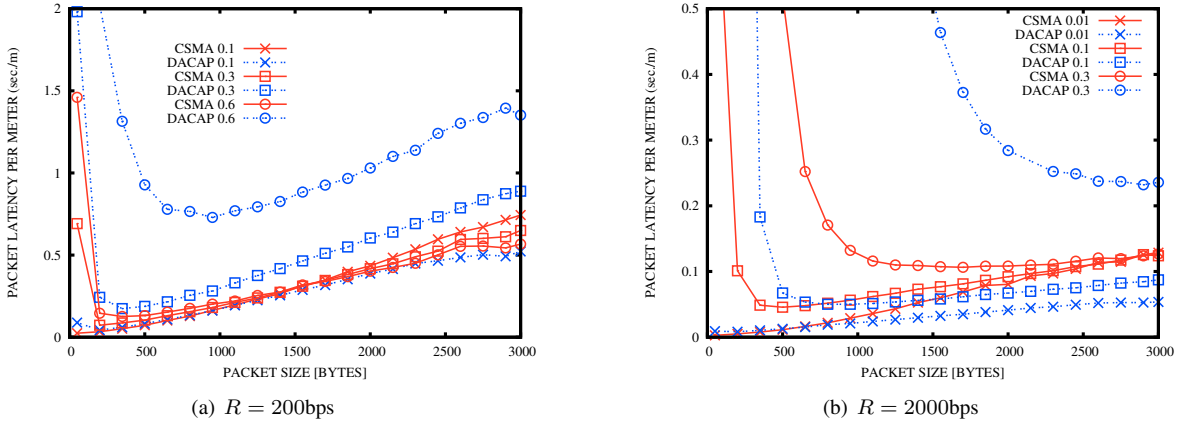 PACKET LATENCY PER METER (sec./m)
2
1.5
1
0.5
0
CSMA 0.1
DACAP 0.1
CSMA 0.3
DACAP 0.3
CSMA 0.6
DACAP 0.6
0 500 1000 1500 2000 2500 3000
PACKET SIZE [BYTES]
(a) R = 200bps
PACKET LATENCY PER METER (sec./m)
0.5
0.4
0.3
0.2
0.1
0
CSMA 0.01
DACAP 0.01
CSMA 0.1
DACAP 0.1
CSMA 0.3
DACAP 0.3
0 500 1000 1500 2000 2500 3000
PACKET SIZE [BYTES]
(b) R = 2000bps